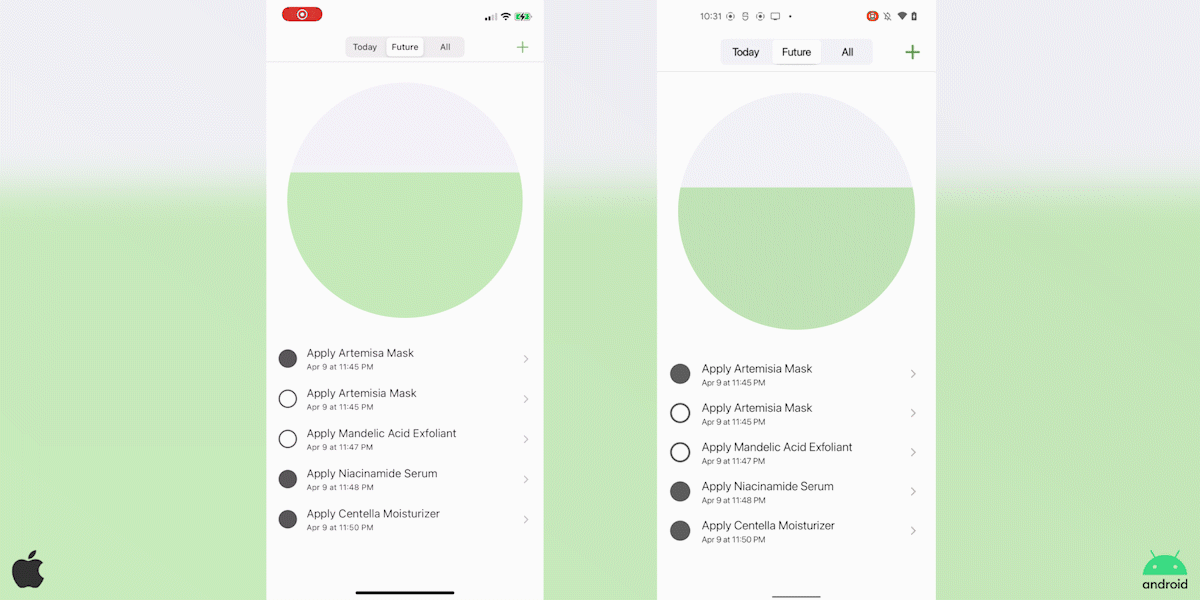 Today Future All
Apply Artemisa Mask
Apr 9 at 11:45 PM
Apply Artemisia Mask
Apr 9 at 11:45 PM
Apply Mandelic Acid Exfoliant
Apr 9 at 11:47 PM
Apply Niacinamide Serum
Apr 9 at 11:48 PM
Apply Centella Moisturizer
Apr 9 at 11:50 PM
10:31
Today Future All
Apply Artemisia Mask
Apr 9 at 11:45 PM
Apply Artemisia Mask
Apr 9 at 11:45 PM
Apply Mandelic Acid Exfoliant
Apr 9 at 11:47 PM
Apply Niacinamide Serum
Apr 9 at 11:48 PM
Apply Centella Moisturizer
Apr 9 at 11:50 PM
android